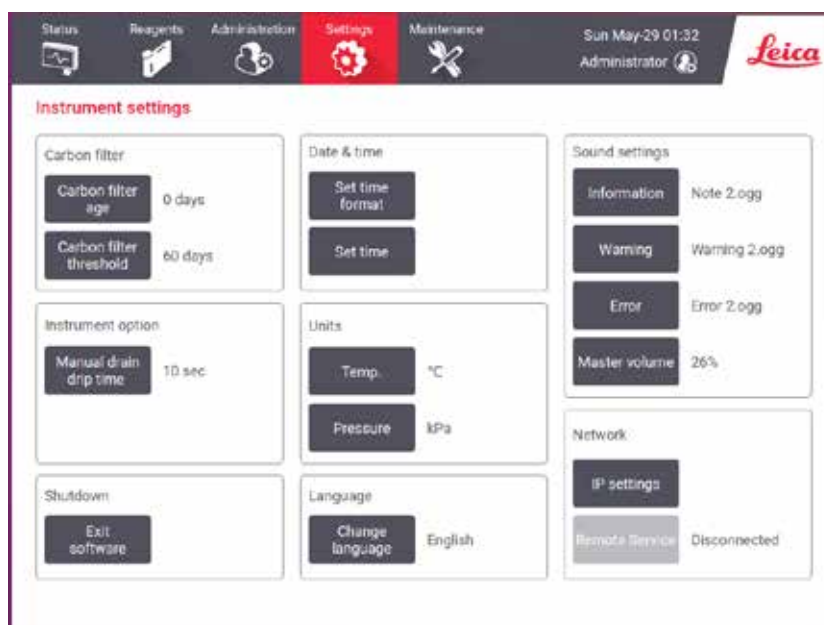 Status
Reagents
Administration
Settings
Maintenance
Sun May-29 01:32
Administrator
Leica
Instrument settings
Carbon filter
Carbon filter
age
0 days
Carbon filter
threshold
60 days
Instrument option
Manual drain
drip time
10 sec
Shutdown
Exit
software
Date & time
Set time
format
Set time
Units
Temp.
°C
Pressure
kPa
Language
Change
language
English
Sound settings
Information
Note 2.ogg
Warning
Warning 2.ogg
Error
Error 2.ogg
Master volume
26%
Network
IP settings
Remote Service
Disconnected